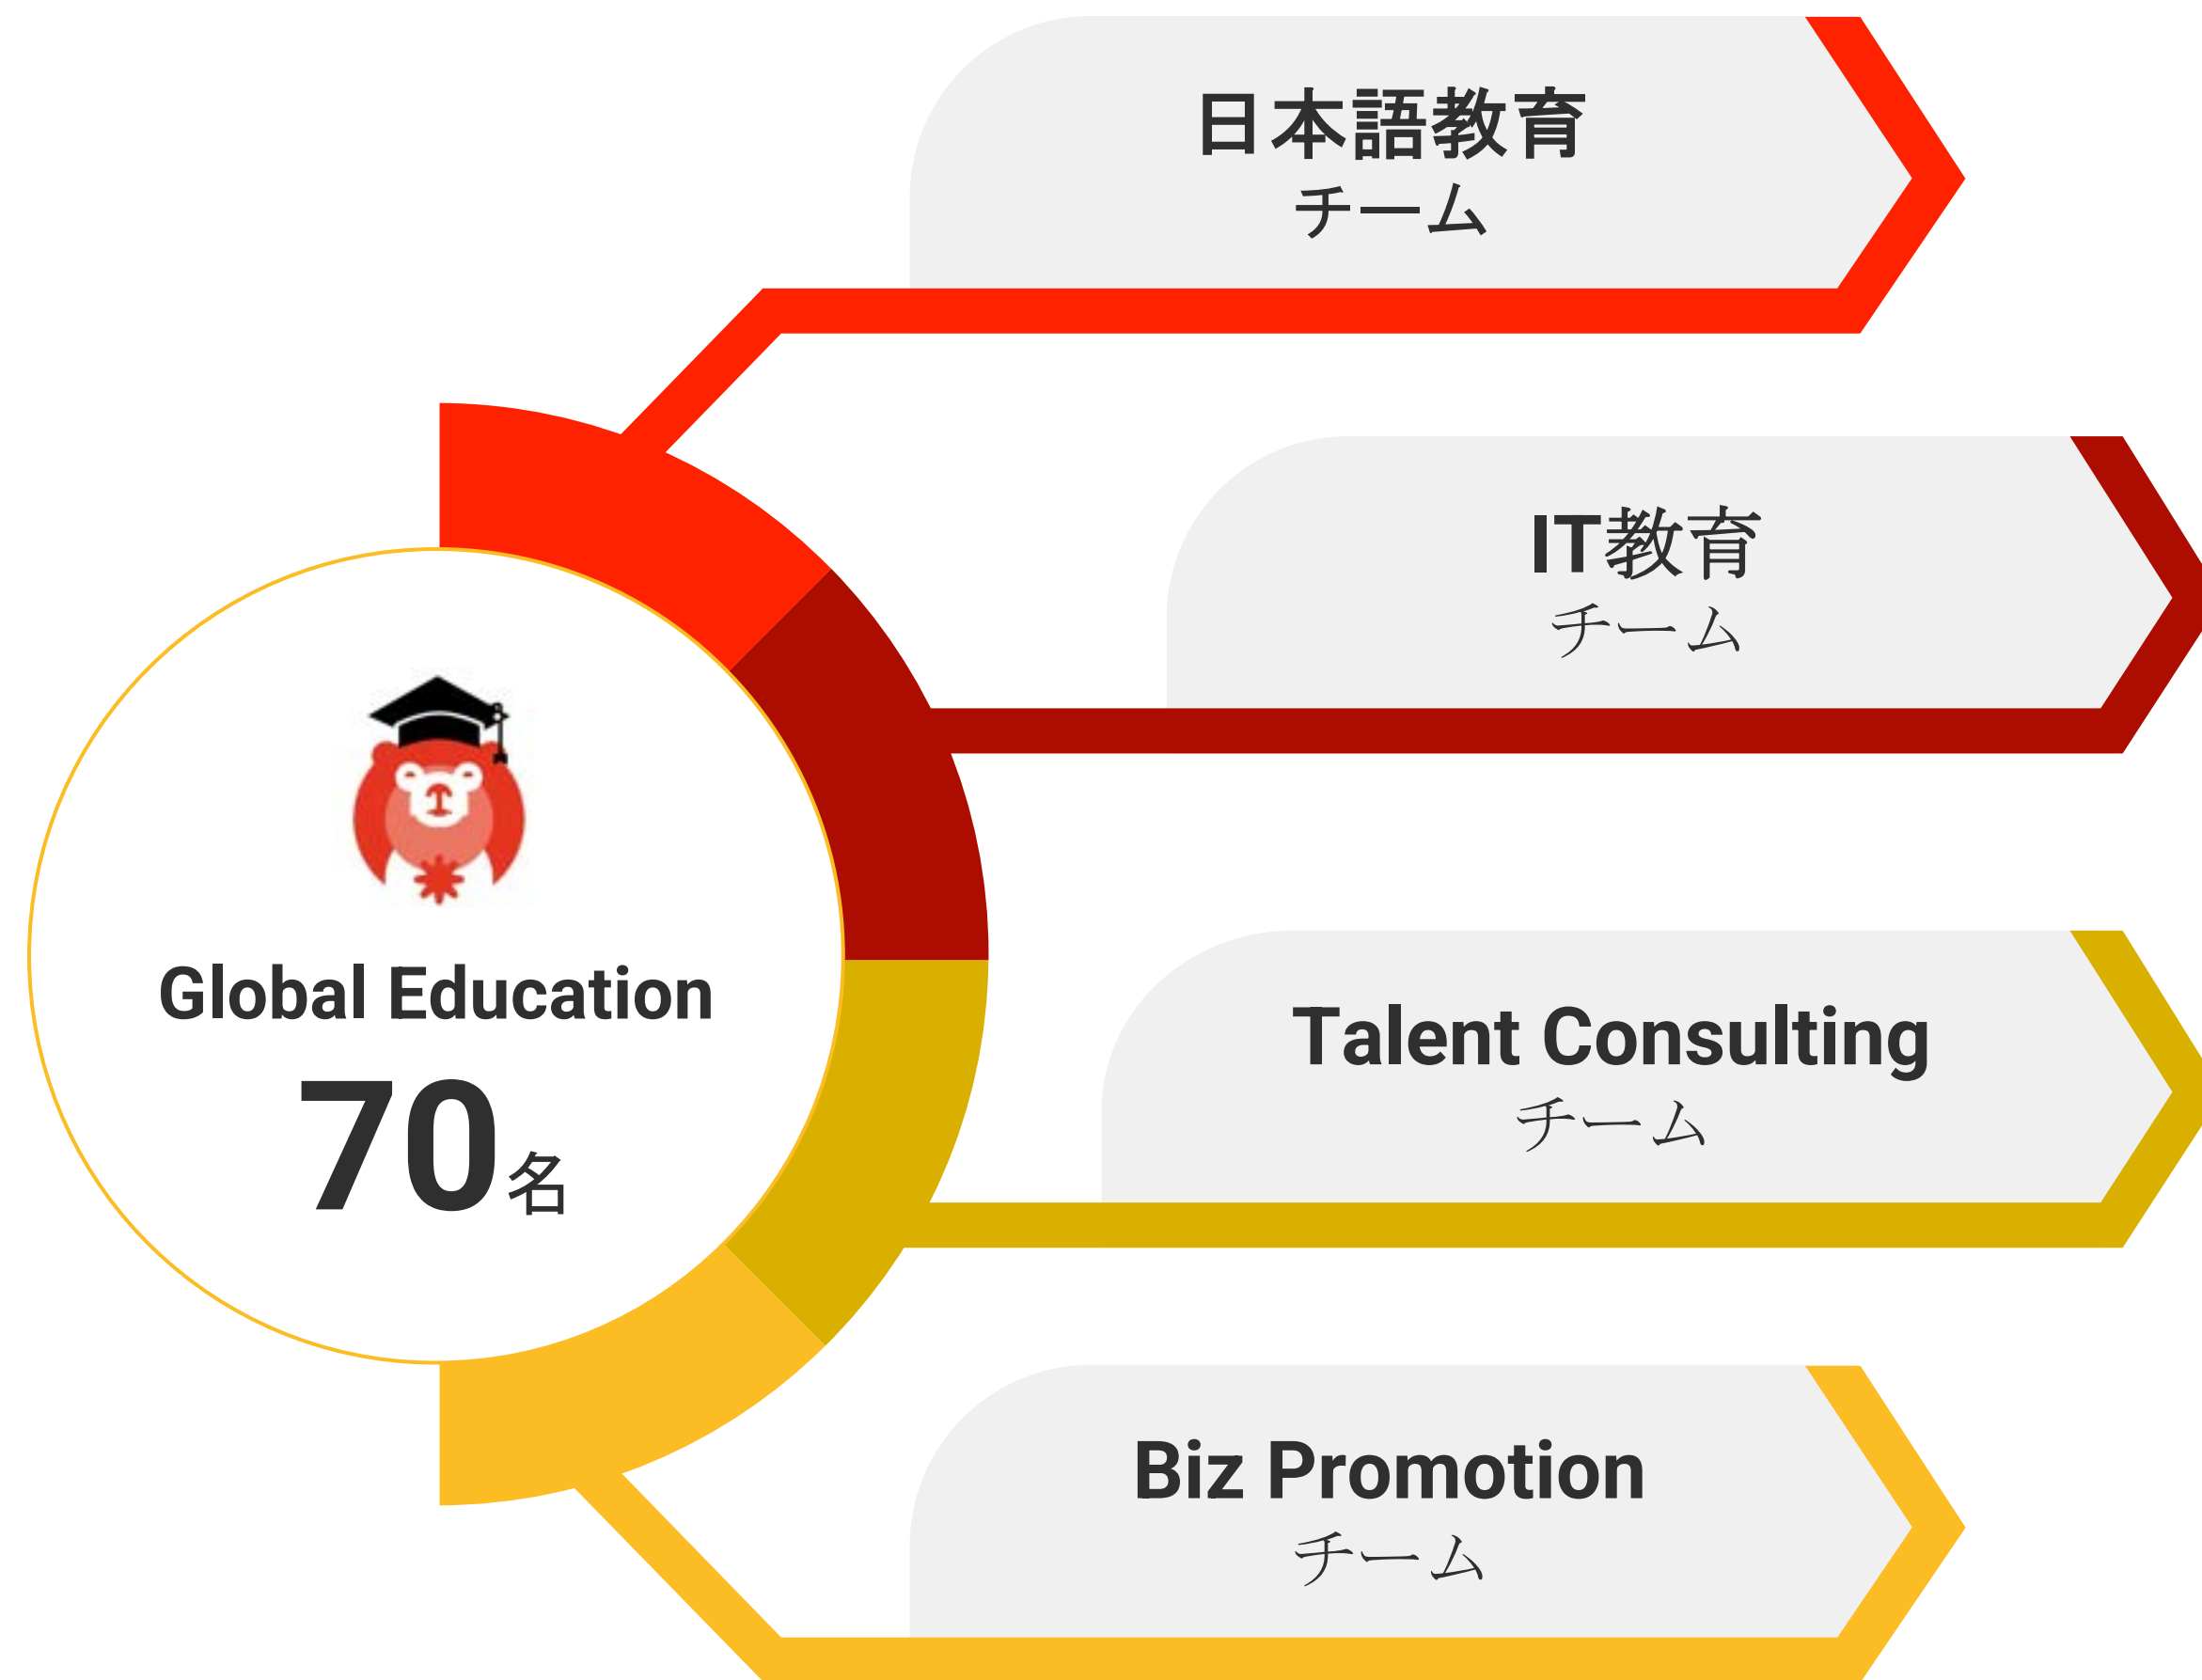 日本語教育
チーム
IT教育
チーム
Global Education
70名
Talent Consulting
チーム
Biz Promotion
チーム